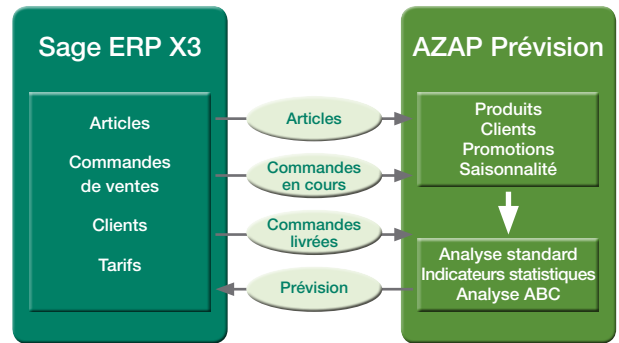 Sage ERP X3
Articles
Commandes
de ventes
Clients
Tarifs
Articles
Commandes
en cours
Commandes
livrées
Prévision
AZAP Prévision
Produits
Clients
Promotions
Saisonnalité
Analyse standard
Indicateurs statistiques
Analyse ABC